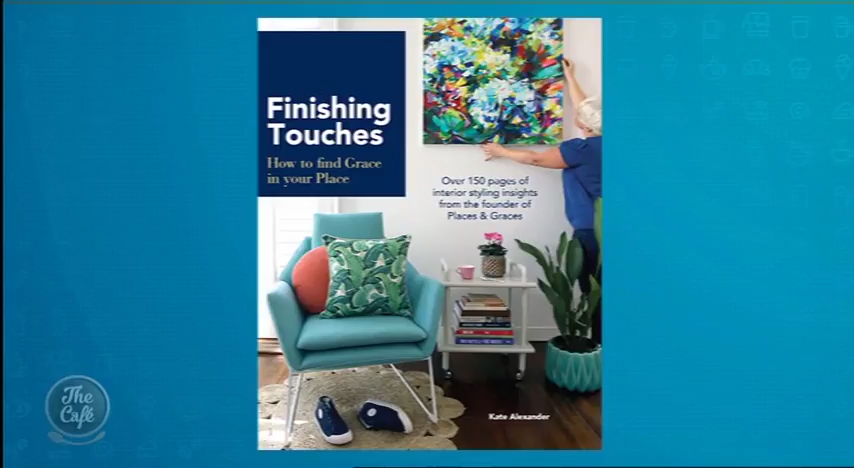 Finishing
Touches
How to find Grace
in your Place
Over 150 pages of
interior styling insights
from the founder of
Places & Graces
Kate Alexander
The
Café